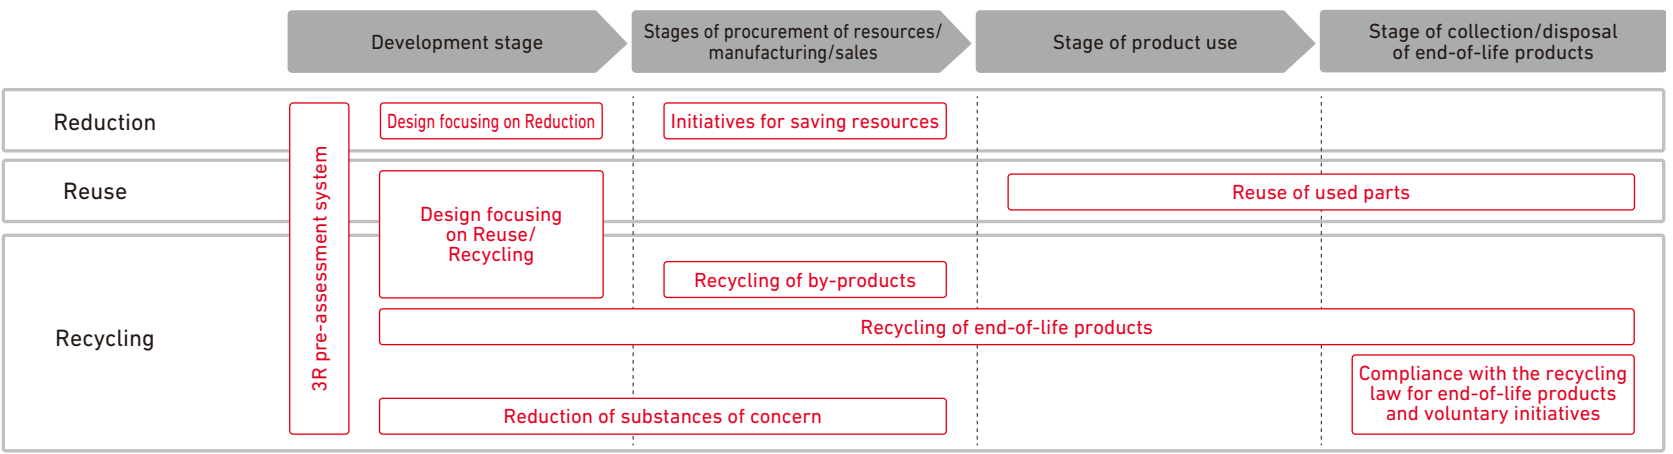 Development stage
Stages of procurement of resources/
manufacturing/sales
Stage of product use
Stage of collection/disposal
of end-of-life products
Reduction
Design focusing on Reduction
Initiatives for saving resources
3R pre-assessment system
Reuse
Design focusing
on Reuse/
Recycling
Reuse of used parts
Recycling
Recycling of by-products
Recycling of end-of-life products
Compliance with the recycling
law for end-of-life products
and voluntary initiatives
Reduction of substances of concern